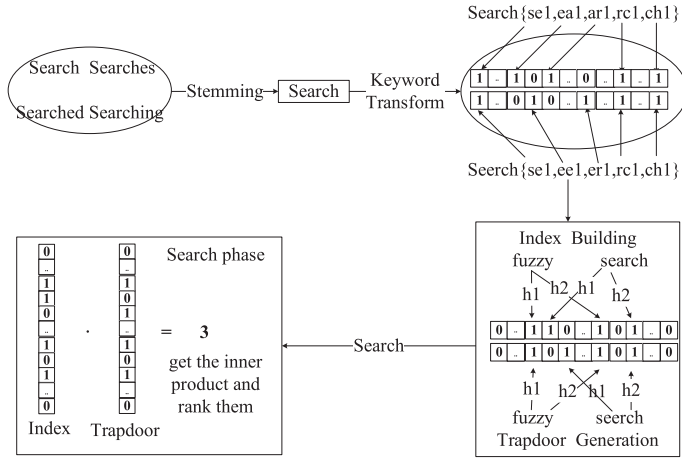 Search{se1,ea1,ar1,rc1,ch1}
Search Searches
Searched Searching
Stemming
Search
Keyword
Transform
1 .. 1 0 1 .. 0 .. 1 .. 1
1 .. 0 1 0 .. 1 .. 1 .. 1
Seerch{se1,ee1,er1,rc1,ch1}
Index Building
fuzzy search
h1 h2 h1 h2
0 .. 1 1 0 .. 1 0 1 .. 0
0 .. 1 0 1 .. 1 0 1 .. 0
h1 h2 h1 h2
fuzzy seerch
Trapdoor Generation
Search
Search phase
0 0
.. ..
1 1
1 0
0 1
.. ..
1 1
0 0
1 1
.. ..
0 0
· = 3
get the inner
product and
rank them
Index Trapdoor